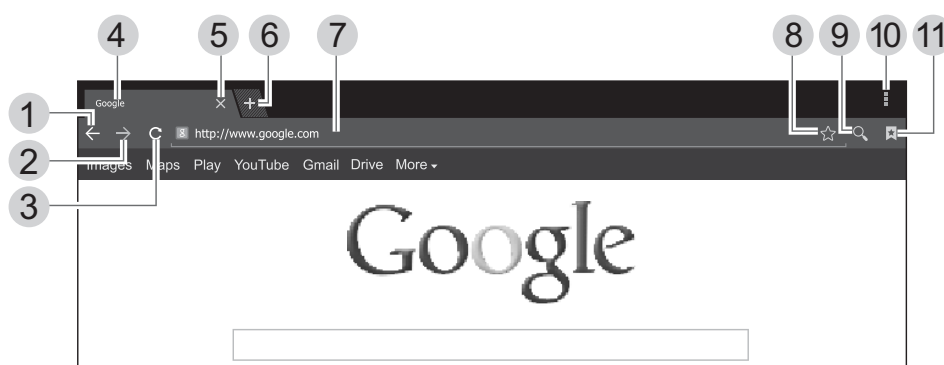 4 5 6 7 8 9 10 11
Google
1
http://www.google.com
2
Images Maps Play YouTube Gmail Drive More
3
Google